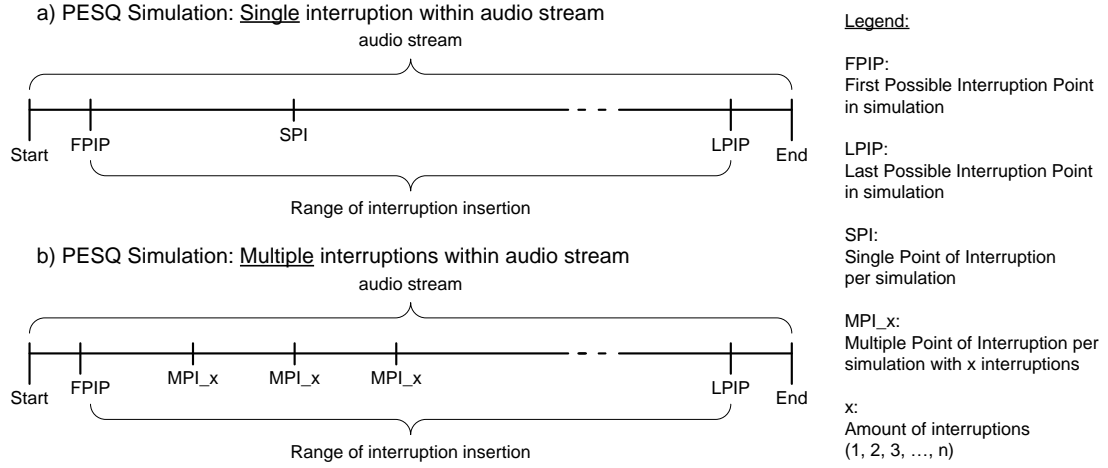 a) PESQ Simulation: Single interruption within audio stream
audio stream
Start
FPIP
SPI
LPIP
End
Range of interruption insertion
b) PESQ Simulation: Multiple interruptions within audio stream
audio stream
Start
FPIP
MPI_x
MPI_x
MPI_x
LPIP
End
Range of interruption insertion
Legend:
FPIP:
First Possible Interruption Point
in simulation
LPIP:
Last Possible Interruption Point
in simulation
SPI:
Single Point of Interruption
per simulation
MPI_x:
Multiple Point of Interruption per
simulation with x interruptions
x:
Amount of interruptions
(1, 2, 3, …, n)